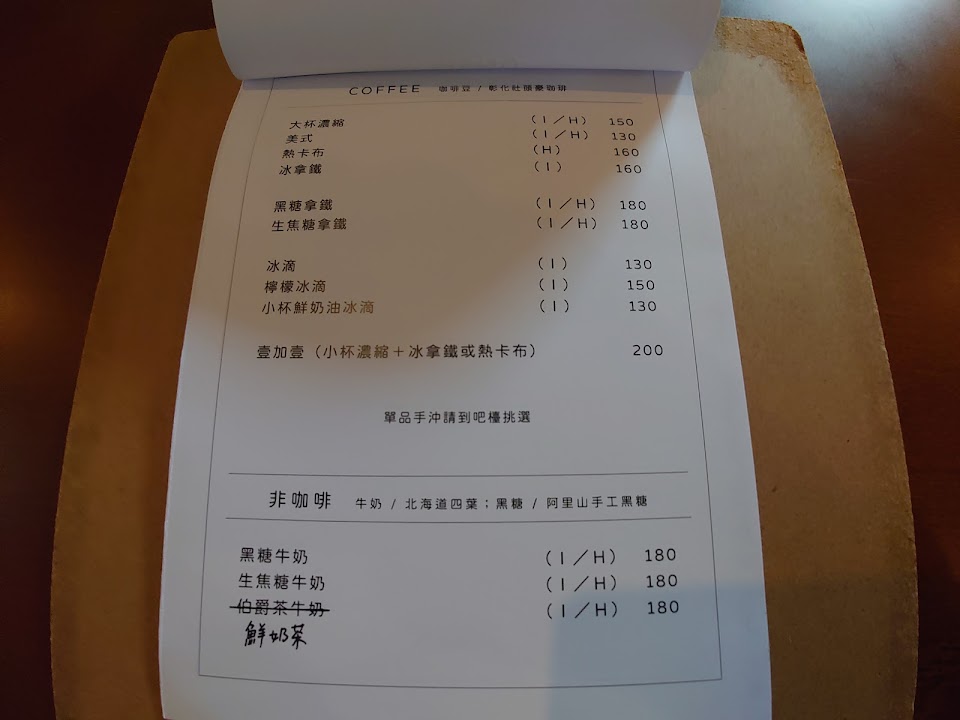 COFFEE 咖啡豆 / 彰化社頭豪咖啡
大杯濃縮 (I/H) 150
美式 (I/H) 130
熱卡布 (H) 160
冰拿鐵 (I) 160
黑糖拿鐵 (I/H) 180
生焦糖拿鐵 (I/H) 180
冰滴 (I) 130
檸檬冰滴 (I) 150
小杯鮮奶油冰滴 (I) 130
壹加壹（小杯濃縮＋冰拿鐵或熱卡布） 200
單品手沖請到吧檯挑選
非咖啡 牛奶 / 北海道四葉；黑糖 / 阿里山手工黑糖
黑糖牛奶 (I/H) 180
生焦糖牛奶 (I/H) 180
伯爵茶牛奶 (I/H) 180
鮮奶茶